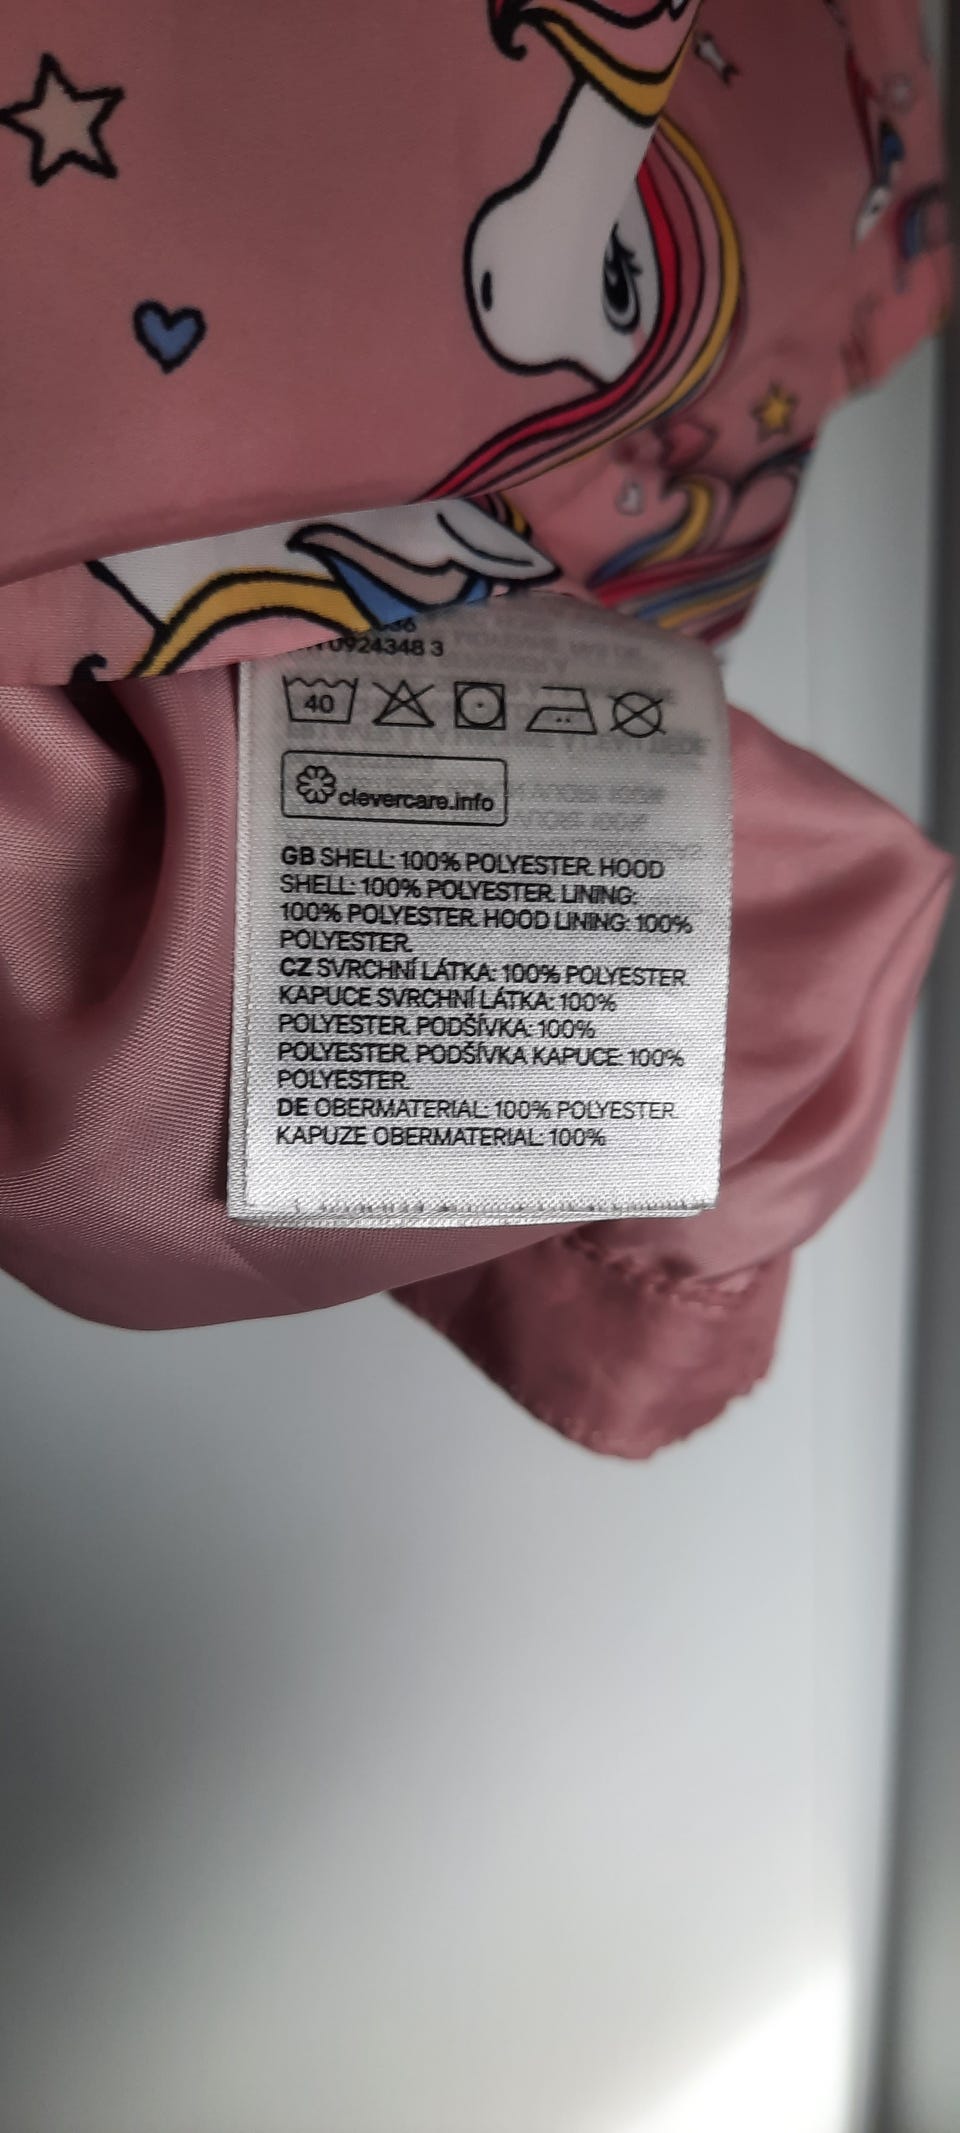 0924348 3
40
clevercare.info
GB SHELL: 100% POLYESTER. HOOD
SHELL: 100% POLYESTER. LINING:
100% POLYESTER. HOOD LINING: 100%
POLYESTER.
CZ SVRCHNÍ LÁTKA: 100% POLYESTER.
KAPUCE SVRCHNÍ LÁTKA: 100%
POLYESTER. PODŠÍVKA: 100%
POLYESTER. PODŠÍVKA KAPUCE: 100%
POLYESTER.
DE OBERMATERIAL: 100% POLYESTER.
KAPUZE OBERMATERIAL: 100%